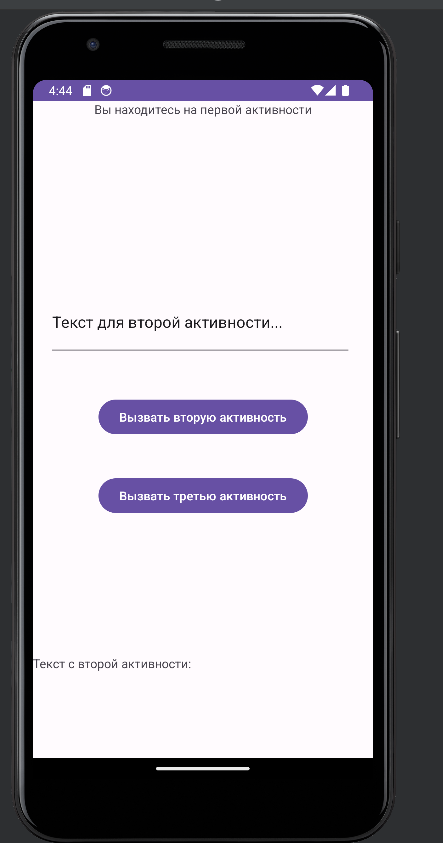 4:44
Вы находитесь на первой активности
Текст для второй активности...
Вызвать вторую активность
Вызвать третью активность
Текст с второй активности: